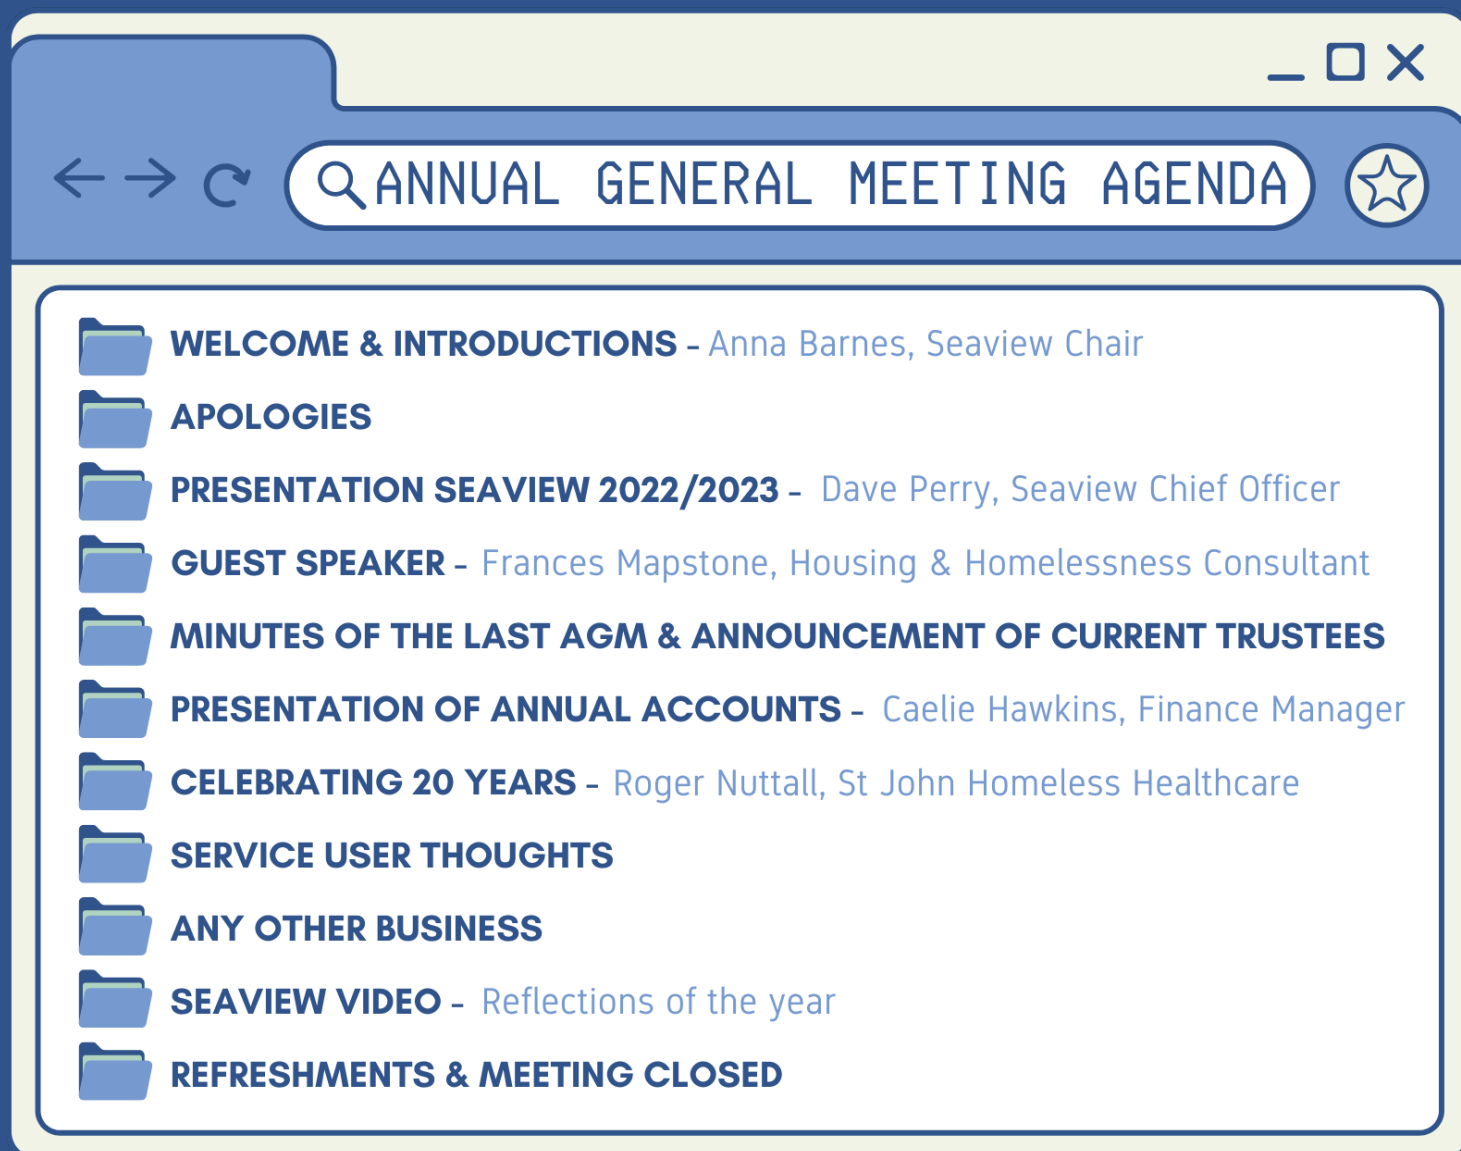 ANNUAL GENERAL MEETING AGENDA
WELCOME & INTRODUCTIONS - Anna Barnes, Seaview Chair
APOLOGIES
PRESENTATION SEAVIEW 2022/2023 - Dave Perry, Seaview Chief Officer
GUEST SPEAKER - Frances Mapstone, Housing & Homelessness Consultant
MINUTES OF THE LAST AGM & ANNOUNCEMENT OF CURRENT TRUSTEES
PRESENTATION OF ANNUAL ACCOUNTS - Caelie Hawkins, Finance Manager
CELEBRATING 20 YEARS - Roger Nuttall, St John Homeless Healthcare
SERVICE USER THOUGHTS
ANY OTHER BUSINESS
SEAVIEW VIDEO - Reflections of the year
REFRESHMENTS & MEETING CLOSED